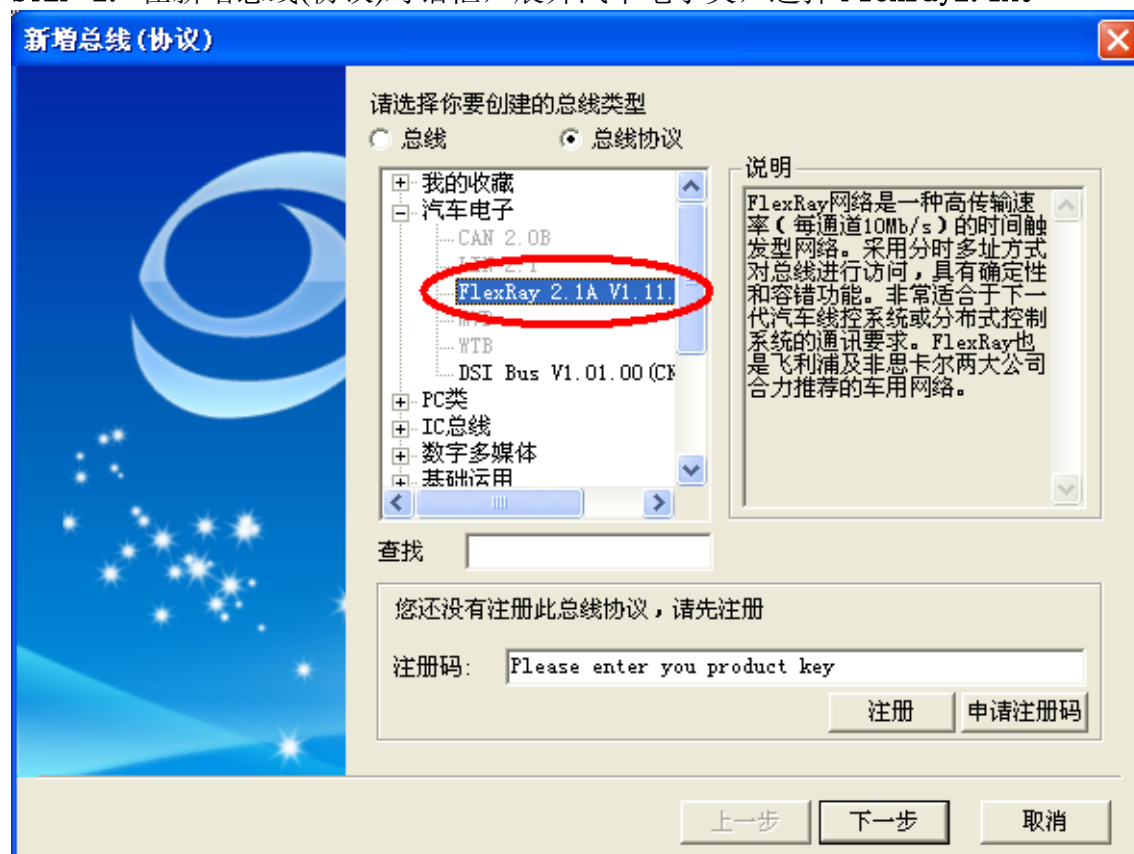 新增总线(协议)
请选择你要创建的总线类型
总线 总线协议
我的收藏
汽车电子
CAN 2.0B
LIN 2.1
FlexRay 2.1A V1.11.
WTB
DSI Bus V1.01.00(CN
PC类
IC总线
数字多媒体
基础运用
说明
FlexRay网络是一种高传输速
率(每通道10Mb/s)的时间触
发型网络。采用分时多址方式
对总线进行访问,具有确定性
和容错功能。非常适合于下一
代汽车线控系统或分布式控制
系统的通讯要求。FlexRay也
是飞利浦及非思卡尔两大公司
合力推荐的车用网络。
查找
您还没有注册此总线协议,请先注册
注册码: Please enter you product key
注册 申请注册码
上一步 下一步 取消